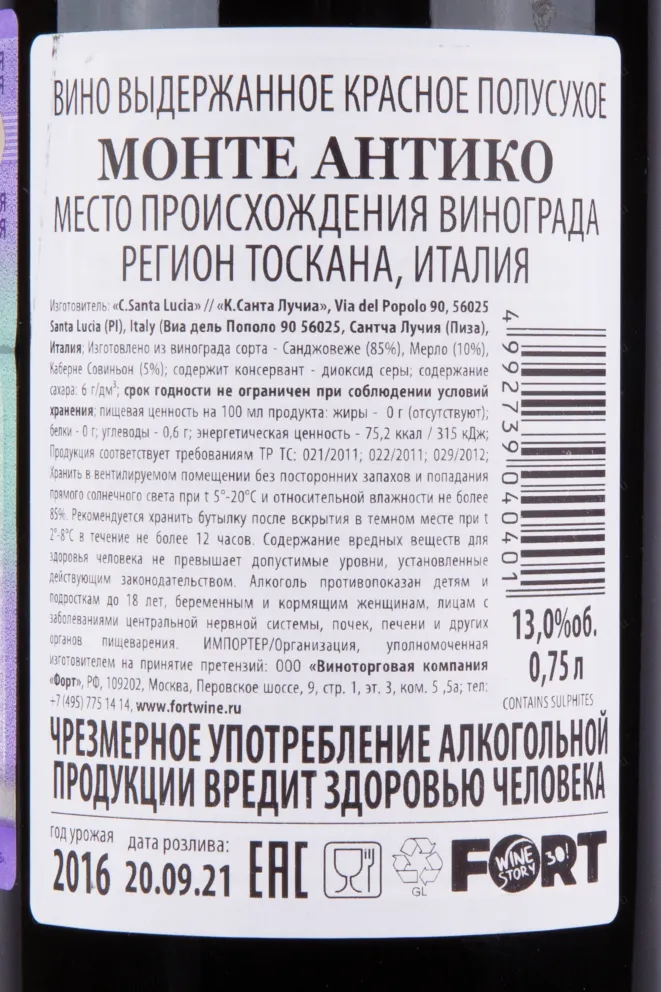 ВИНО ВЫДЕРЖАННОЕ КРАСНОЕ ПОЛУСУХОЕ
МОНТЕ АНТИКО
МЕСТО ПРОИСХОЖДЕНИЯ ВИНОГРАДА
РЕГИОН ТОСКАНА, ИТАЛИЯ
Изготовитель: «C.Santa Lucia» // «К.Санта Лучиа», Via del Popolo 90, 56025
Santa Lucia (PI), Italy (Виа дель Пополо 90 56025, Сантча Лучия (Пиза),
Италия; Изготовлено из винограда сорта - Санджовеже (85%), Мерло (10%),
Каберне Совиньон (5%); содержит консервант - диоксид серы; содержание
сахара: 6 г/дм³; срок годности не ограничен при соблюдении условий
хранения; пищевая ценность на 100 мл продукта: жиры - 0 г (отсутствуют);
белки - 0 г; углеводы - 0,6 г; энергетическая ценность - 75,2 ккал / 315 кДж;
Продукция соответствует требованиям ТР ТС: 021/2011; 022/2011; 029/2012;
Хранить в вентилируемом помещении без посторонних запахов и попадания
прямого солнечного света при t 5°-20°С и относительной влажности не более
85%. Рекомендуется хранить бутылку после вскрытия в темном месте при t
2°-8°С в течение не более 12 часов. Содержание вредных веществ для
здоровья человека не превышает допустимые уровни, установленные
действующим законодательством. Алкоголь противопоказан детям и
подросткам до 18 лет, беременным и кормящим женщинам, лицам с
заболеваниями центральной нервной системы, почек, печени и других
органов пищеварения. ИМПОРТЕР/Организация, уполномоченная
изготовителем на принятие претензий: ООО «Виноторговая компания
«Форт», РФ, 109202, Москва, Перовское шоссе, 9, стр. 1, эт. 3, ком. 5 ,5а; тел:
+7 (495) 775 14 14, www.fortwine.ru
4 992739 040401
13,0%об.
0,75 л
CONTAINS SULPHITES
ЧРЕЗМЕРНОЕ УПОТРЕБЛЕНИЕ АЛКОГОЛЬНОЙ
ПРОДУКЦИИ ВРЕДИТ ЗДОРОВЬЮ ЧЕЛОВЕКА
год урожая дата розлива:
2016 20.09.21 EAC
GL
FORT
WINE STORY 30!